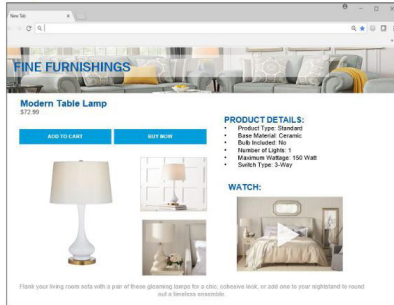 New Tab
FINE FURNISHINGS
Modern Table Lamp
$72.99
ADD TO CART
BUY NOW
PRODUCT DETAILS:
• Product Type: Standard
• Base Material: Ceramic
• Bulb Included: No
• Number of Lights: 1
• Maximum Wattage: 150 Watt
• Switch Type: 3-Way
WATCH:
Flank your living room sofa with a pair of these gleaming lamps for a chic, cohesive look, or add one to your nightstand to round
out a timeless ensemble.